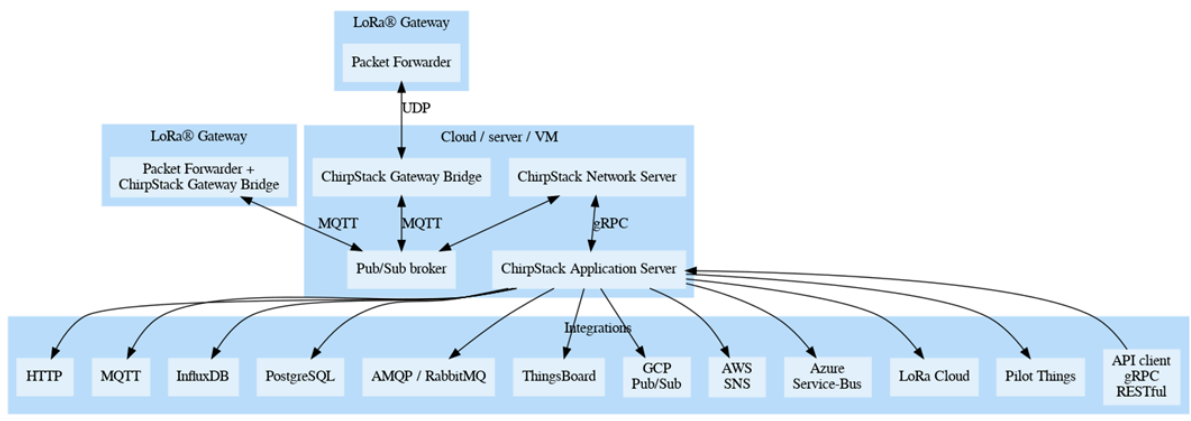 LoRa® Gateway
Packet Forwarder
UDP
LoRa® Gateway
Packet Forwarder +
ChirpStack Gateway Bridge
Cloud / server / VM
ChirpStack Gateway Bridge
ChirpStack Network Server
MQTT
MQTT
gRPC
Pub/Sub broker
ChirpStack Application Server
Integrations
HTTP
MQTT
InfluxDB
PostgreSQL
AMQP / RabbitMQ
ThingsBoard
GCP
Pub/Sub
AWS
SNS
Azure
Service-Bus
LoRa Cloud
Pilot Things
API client
gRPC
RESTful